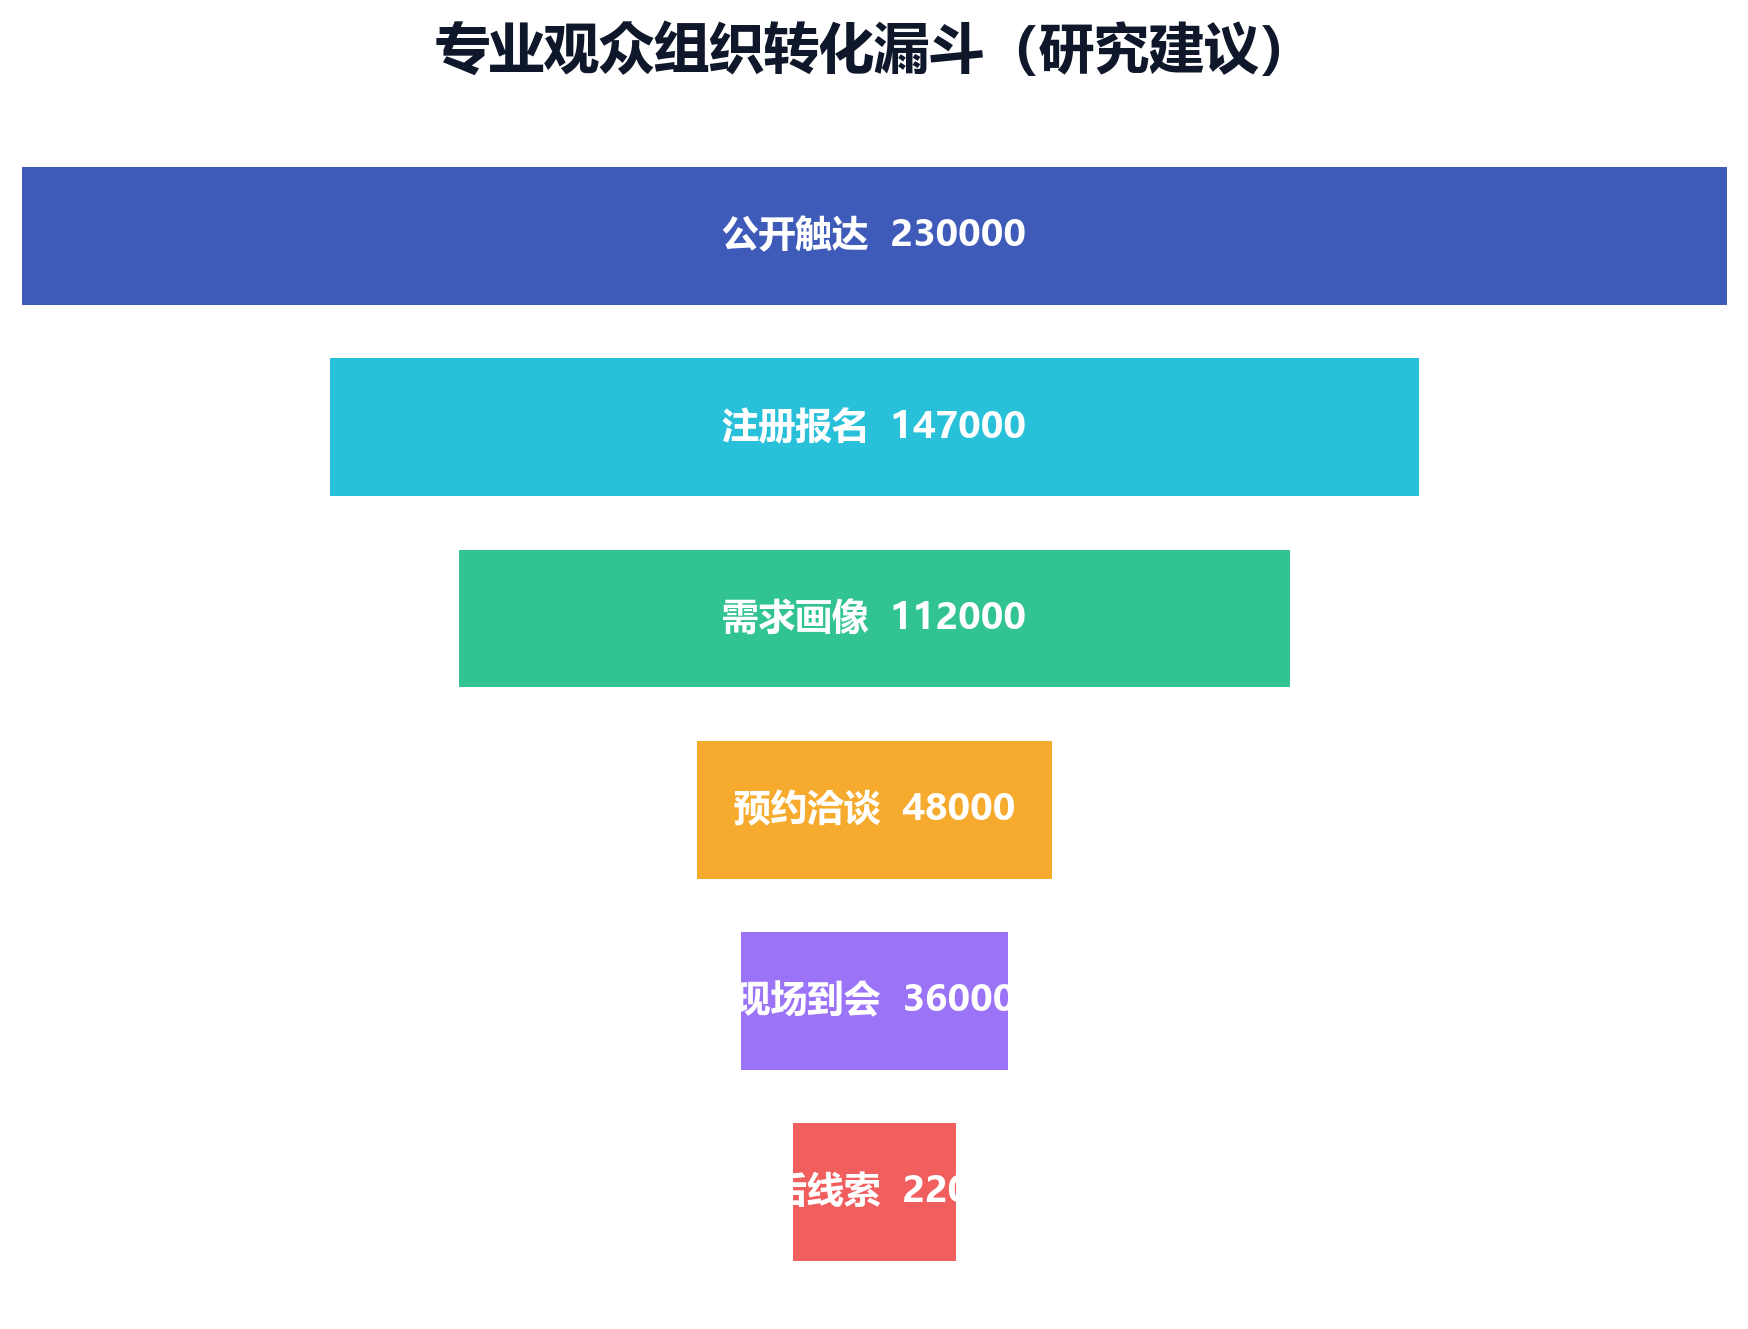 专业观众组织转化漏斗（研究建议）
公开触达 230000
注册报名 147000
需求画像 112000
预约洽谈 48000
现场到会 36000
后线索 220